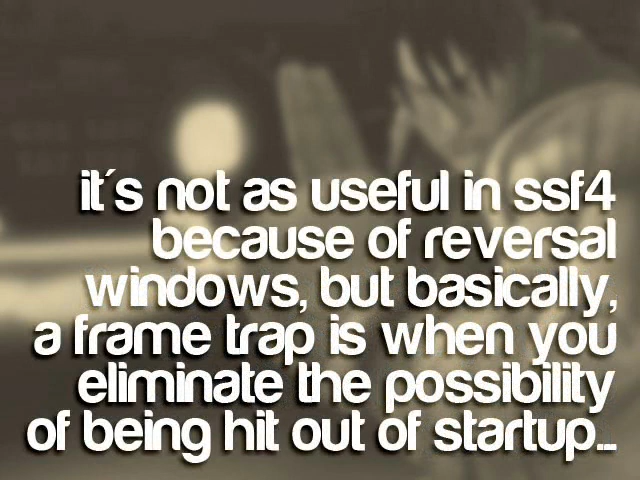 it´s not as useful in ssf4
because of reversal
windows, but basically,
a frame trap is when you
eliminate the possibility
of being hit out of startup...